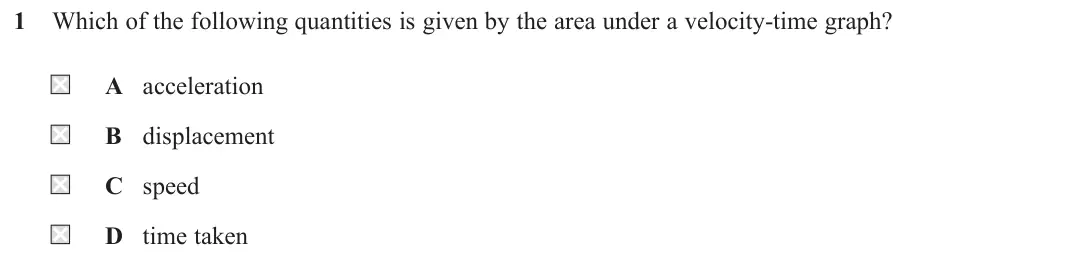 1 Which of the following quantities is given by the area under a velocity-time graph?
A acceleration
B displacement
C speed
D time taken